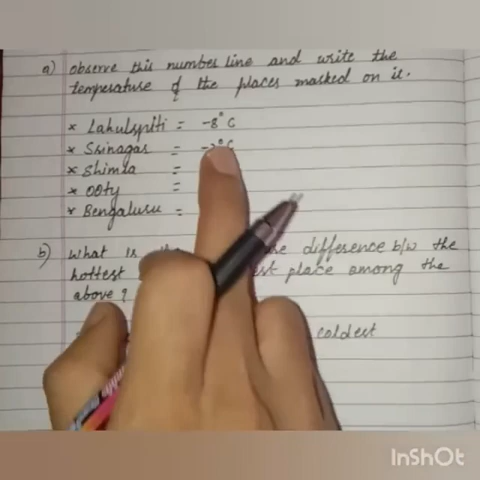 a) observe this number line and write the
temperature of the places marked on it.
* Lahulspiti = -8°C
* Srinagar = -2°C
* Shimla =
* Ooty =
* Bengaluru =
b) What is difference b/w the
hottest place among the
above ?
coldest
InShOt